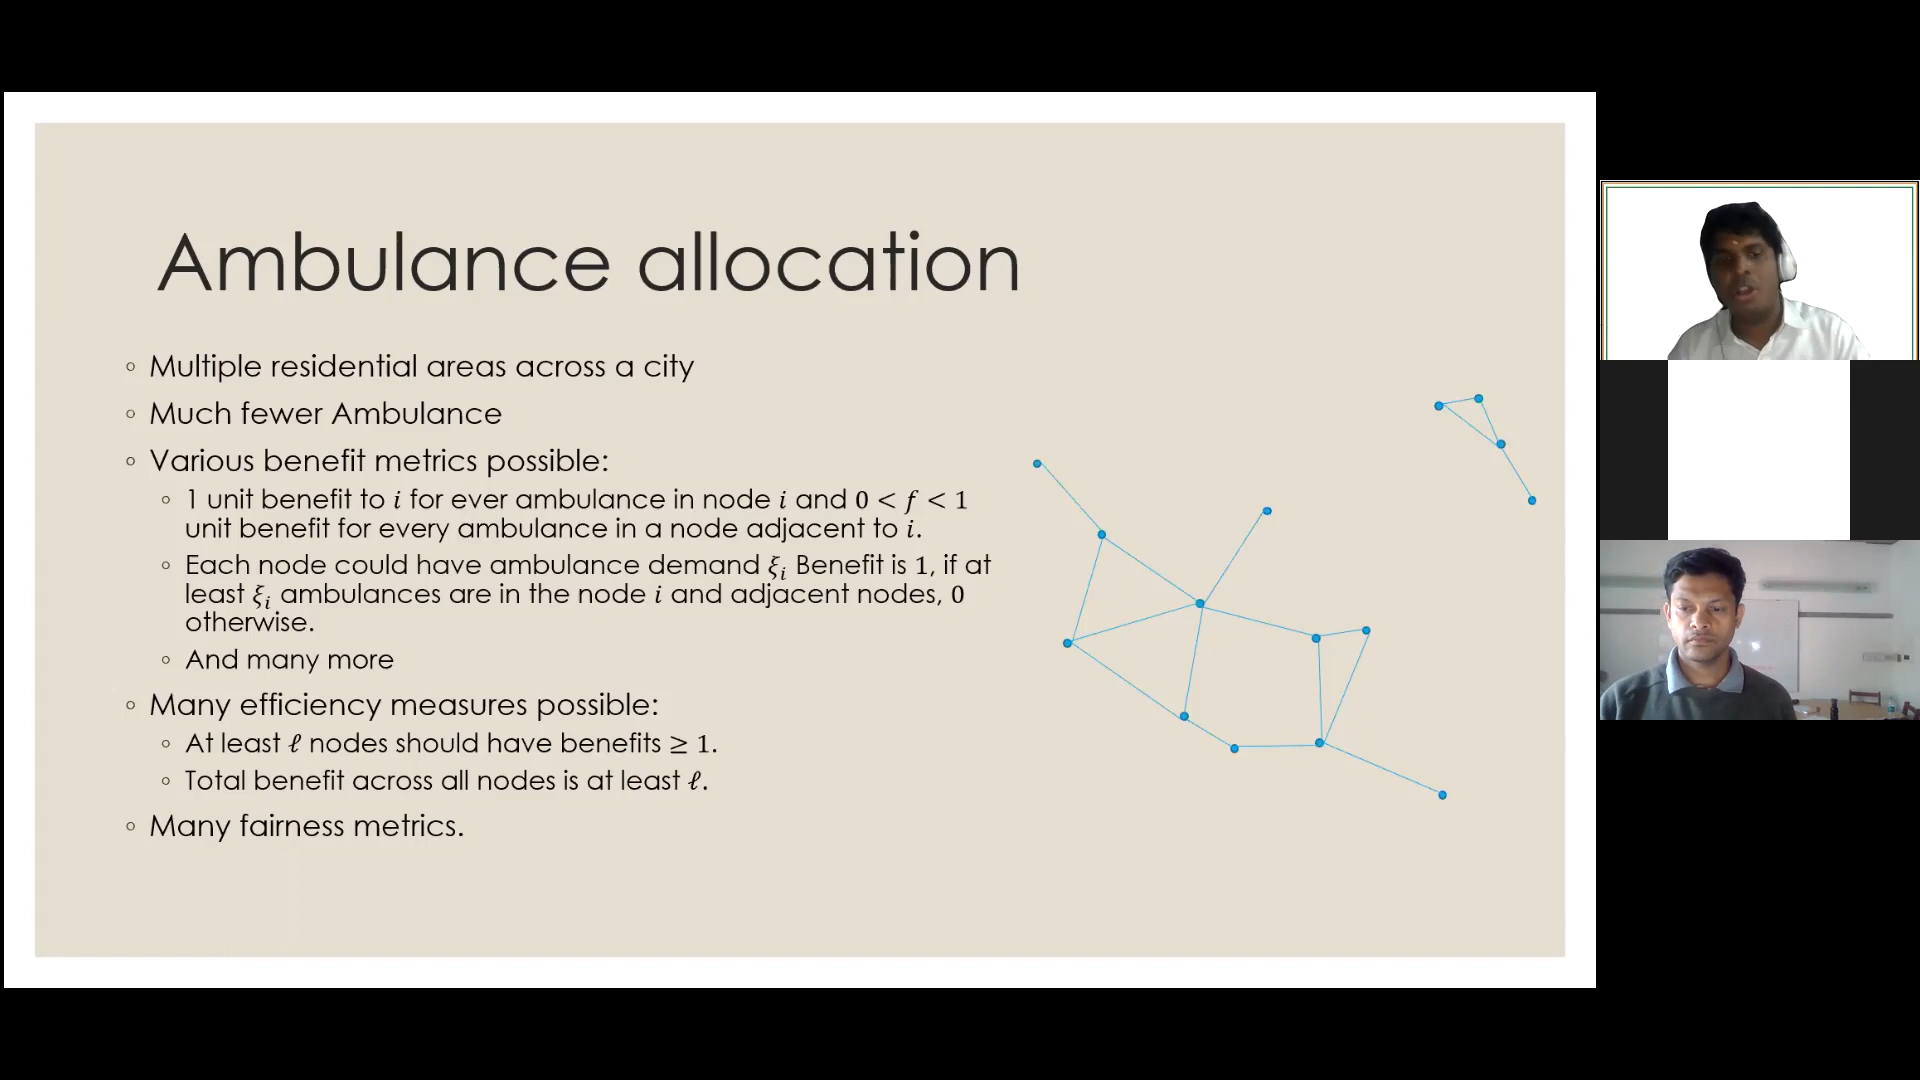 Ambulance allocation
◦ Multiple residential areas across a city
◦ Much fewer Ambulance
◦ Various benefit metrics possible:
◦ 1 unit benefit to i for ever ambulance in node i and 0 < f < 1
unit benefit for every ambulance in a node adjacent to i.
◦ Each node could have ambulance demand ξᵢ Benefit is 1, if at
least ξᵢ ambulances are in the node i and adjacent nodes, 0
otherwise.
◦ And many more
◦ Many efficiency measures possible:
◦ At least ℓ nodes should have benefits ≥ 1.
◦ Total benefit across all nodes is at least ℓ.
◦ Many fairness metrics.